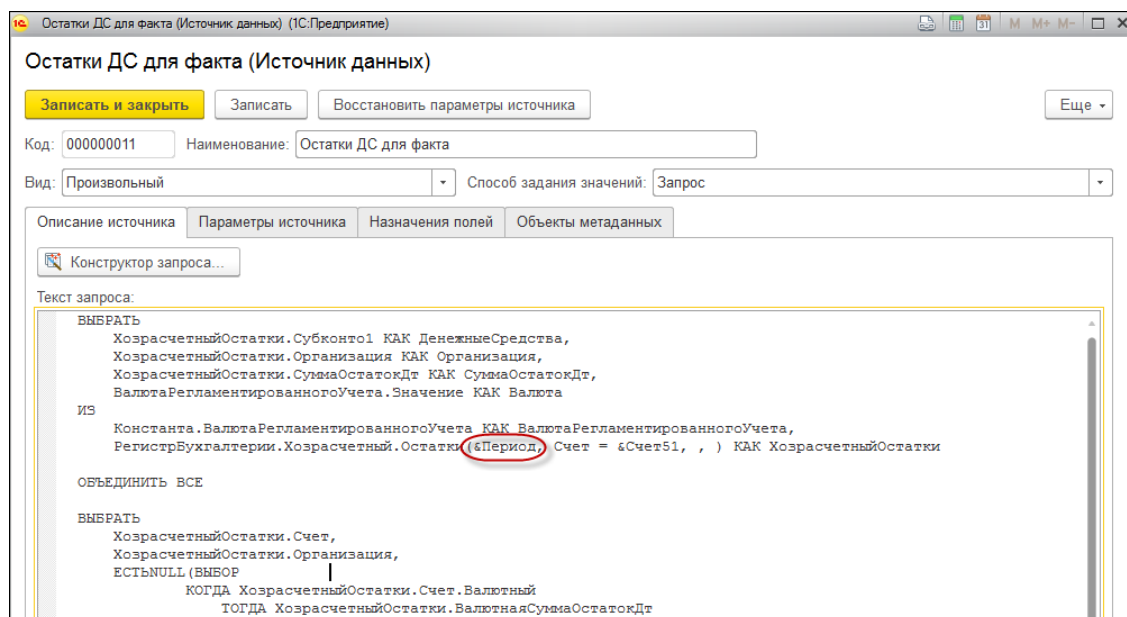 1С Остатки ДС для факта (Источник данных) (1С:Предприятие) 31 M M+ M-
Остатки ДС для факта (Источник данных)
Записать и закрыть Записать Восстановить параметры источника Еще
Код: 000000011 Наименование: Остатки ДС для факта
Вид: Произвольный Способ задания значений: Запрос
Описание источника Параметры источника Назначения полей Объекты метаданных
Конструктор запроса...
Текст запроса:
ВЫБРАТЬ
ХозрасчетныйОстатки.Субконто1 КАК ДенежныеСредства,
ХозрасчетныйОстатки.Организация КАК Организация,
ХозрасчетныйОстатки.СуммаОстатокДт КАК СуммаОстатокДт,
ВалютаРегламентированногоУчета.Значение КАК Валюта
ИЗ
Константа.ВалютаРегламентированногоУчета КАК ВалютаРегламентированногоУчета,
РегистрБухгалтерии.Хозрасчетный.Остатки(&Период, Счет = &Счет51, , ) КАК ХозрасчетныйОстатки
ОБЪЕДИНИТЬ ВСЕ
ВЫБРАТЬ
ХозрасчетныйОстатки.Счет,
ХозрасчетныйОстатки.Организация,
ЕСТЬNULL(ВЫБОР
КОГДА ХозрасчетныйОстатки.Счет.Валютный
ТОГДА ХозрасчетныйОстатки.ВалютнаяСуммаОстатокДт